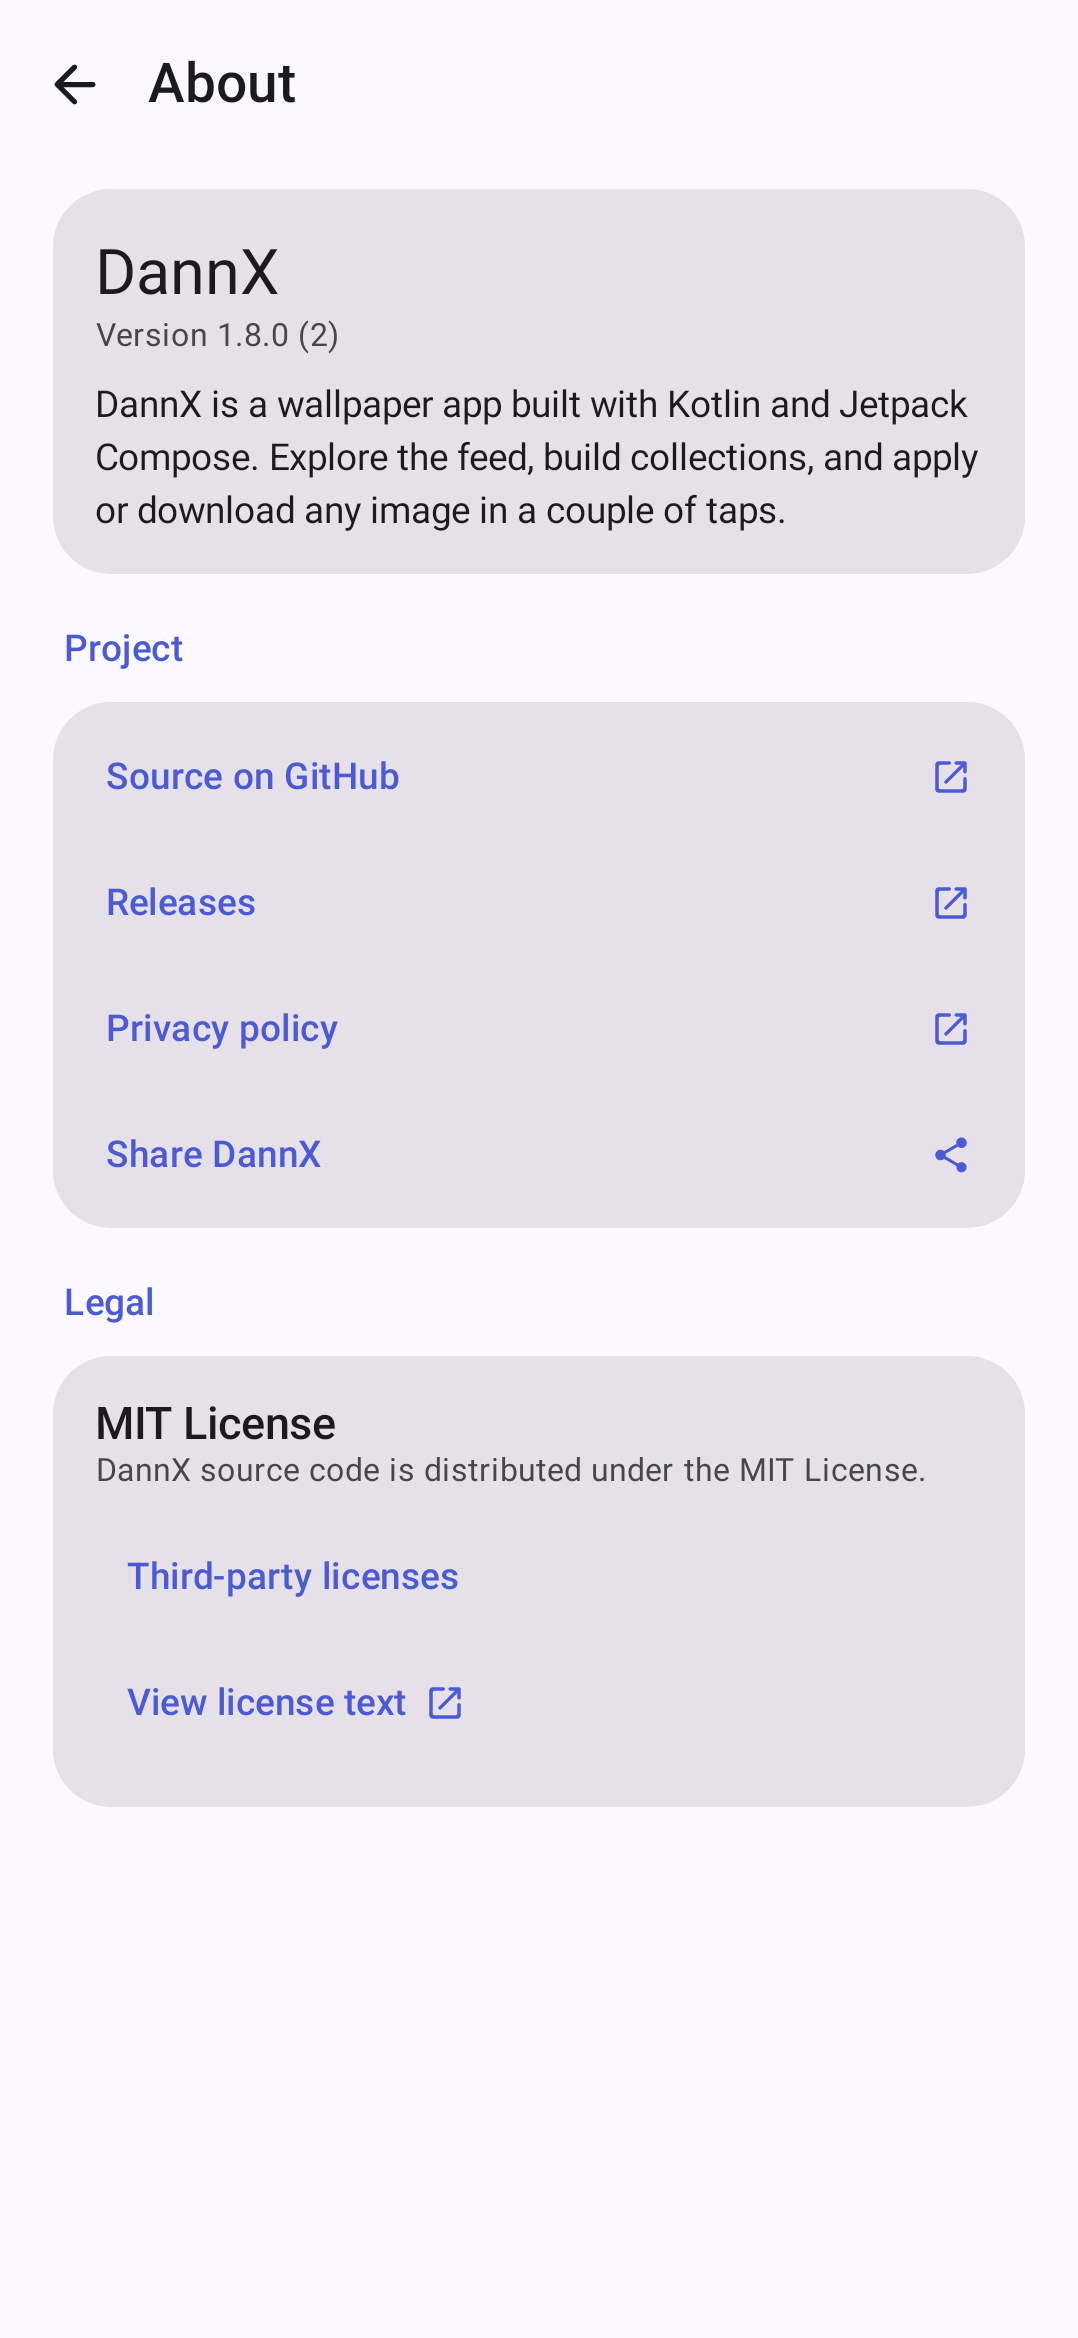 About
DannX
Version 1.8.0 (2)
DannX is a wallpaper app built with Kotlin and Jetpack
Compose. Explore the feed, build collections, and apply
or download any image in a couple of taps.
Project
Source on GitHub
Releases
Privacy policy
Share DannX
Legal
MIT License
DannX source code is distributed under the MIT License.
Third-party licenses
View license text